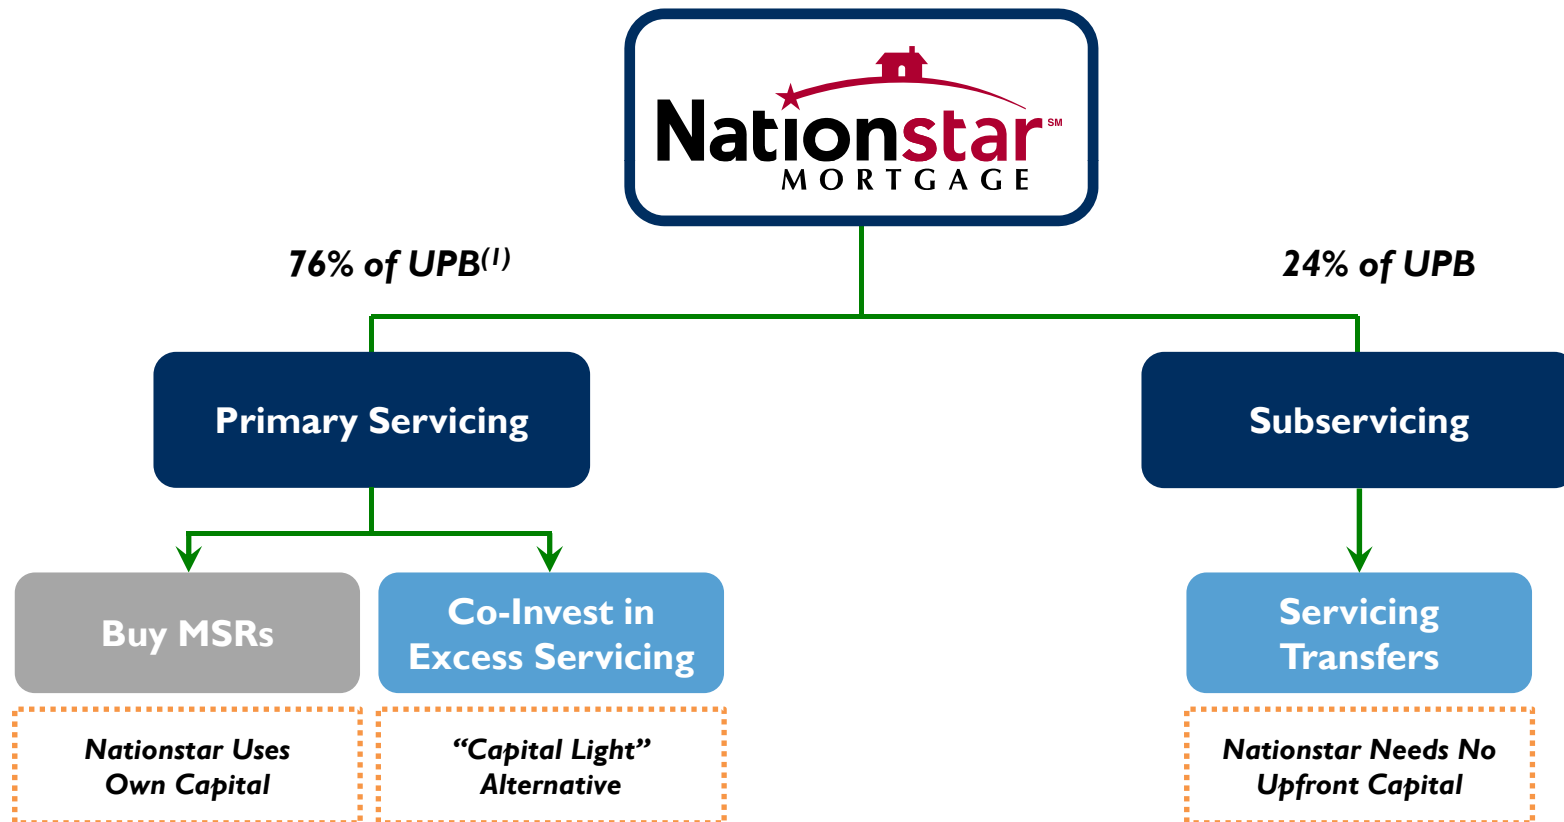 Nationstar SM
MORTGAGE
76% of UPB(1)
24% of UPB
Primary Servicing
Subservicing
Buy MSRs
Co-Invest in
Excess Servicing
Servicing
Transfers
Nationstar Uses
Own Capital
“Capital Light”
Alternative
Nationstar Needs No
Upfront Capital